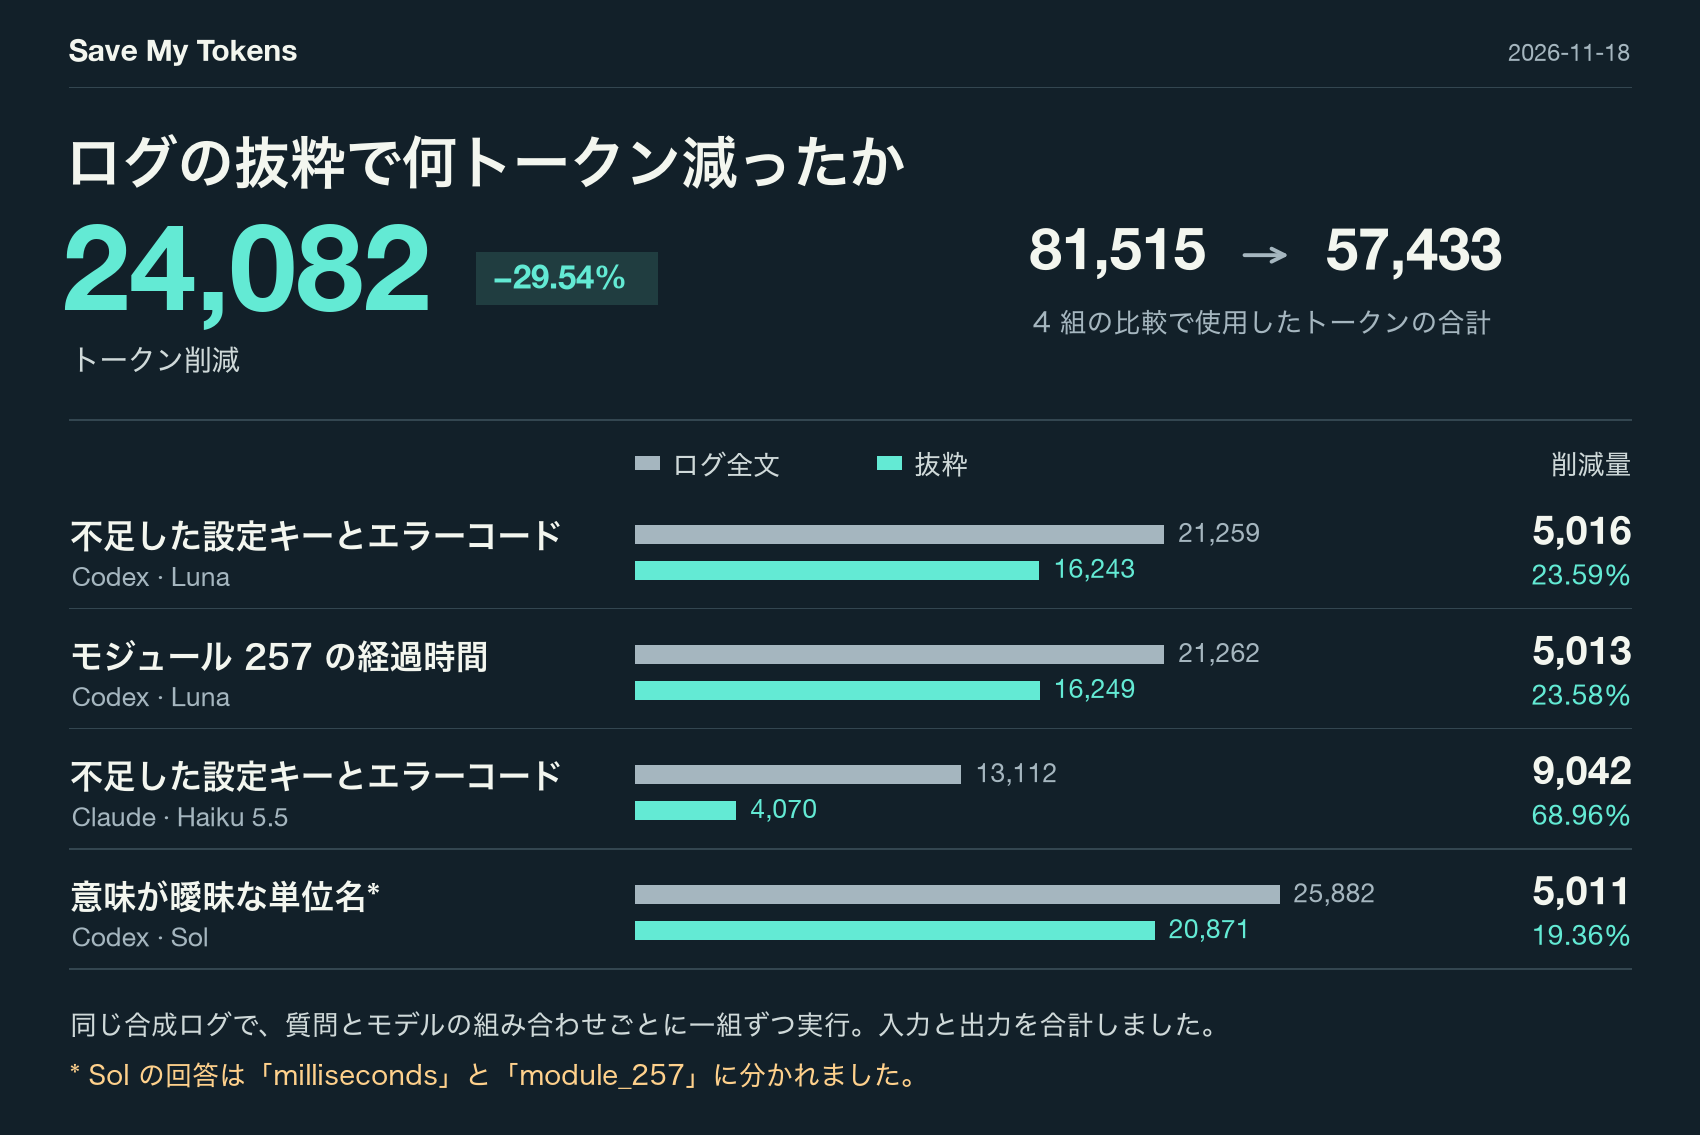 Save My Tokens
2026-11-18
ログの抜粋で何トークン減ったか
24,082
−29.54%
トークン削減
81,515 → 57,433
4 組の比較で使用したトークンの合計
ログ全文 抜粋 削減量
不足した設定キーとエラーコード
Codex · Luna
21,259
16,243
5,016
23.59%
モジュール 257 の経過時間
Codex · Luna
21,262
16,249
5,013
23.58%
不足した設定キーとエラーコード
Claude · Haiku 5.5
13,112
4,070
9,042
68.96%
意味が曖昧な単位名*
Codex · Sol
25,882
20,871
5,011
19.36%
同じ合成ログで、質問とモデルの組み合わせごとに一組ずつ実行。入力と出力を合計しました。
* Sol の回答は「milliseconds」と「module_257」に分かれました。